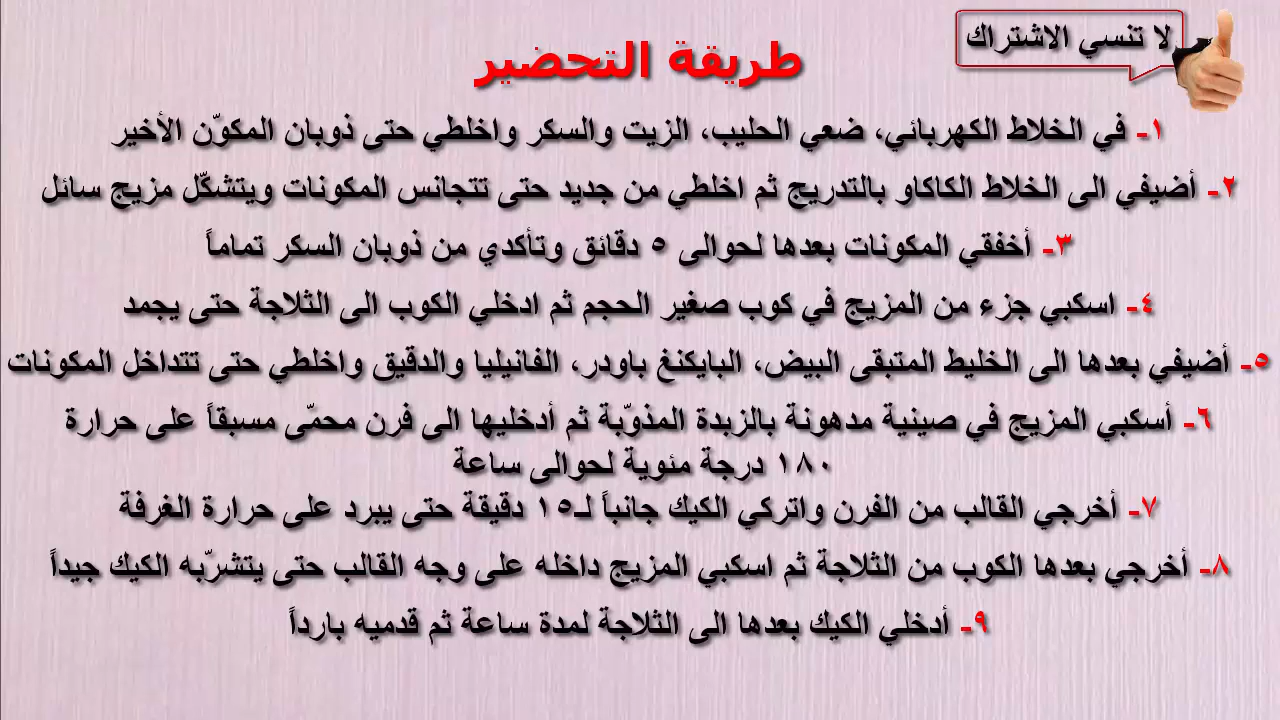 لا تنسي الاشتراك
طريقة التحضير
١- في الخلاط الكهربائي، ضعي الحليب، الزيت والسكر واخلطي حتى ذوبان المكوّن الأخير
٢- أضيفي الى الخلاط الكاكاو بالتدريج ثم اخلطي من جديد حتى تتجانس المكونات ويتشكّل مزيج سائل
٣- أخفقي المكونات بعدها لحوالى ٥ دقائق وتأكدي من ذوبان السكر تماماً
٤- اسكبي جزء من المزيج في كوب صغير الحجم ثم ادخلي الكوب الى الثلاجة حتى يجمد
٥- أضيفي بعدها الى الخليط المتبقى البيض، البايكنغ باودر، الفانيليا والدقيق واخلطي حتى تتداخل المكونات
٦- أسكبي المزيج في صينية مدهونة بالزبدة المذوّبة ثم أدخليها الى فرن محمّى مسبقاً على حرارة
١٨٠ درجة مئوية لحوالى ساعة
٧- أخرجي القالب من الفرن واتركي الكيك جانباً لـ١٥ دقيقة حتى يبرد على حرارة الغرفة
٨- أخرجي بعدها الكوب من الثلاجة ثم اسكبي المزيج داخله على وجه القالب حتى يتشرّبه الكيك جيداً
٩- أدخلي الكيك بعدها الى الثلاجة لمدة ساعة ثم قدميه بارداً